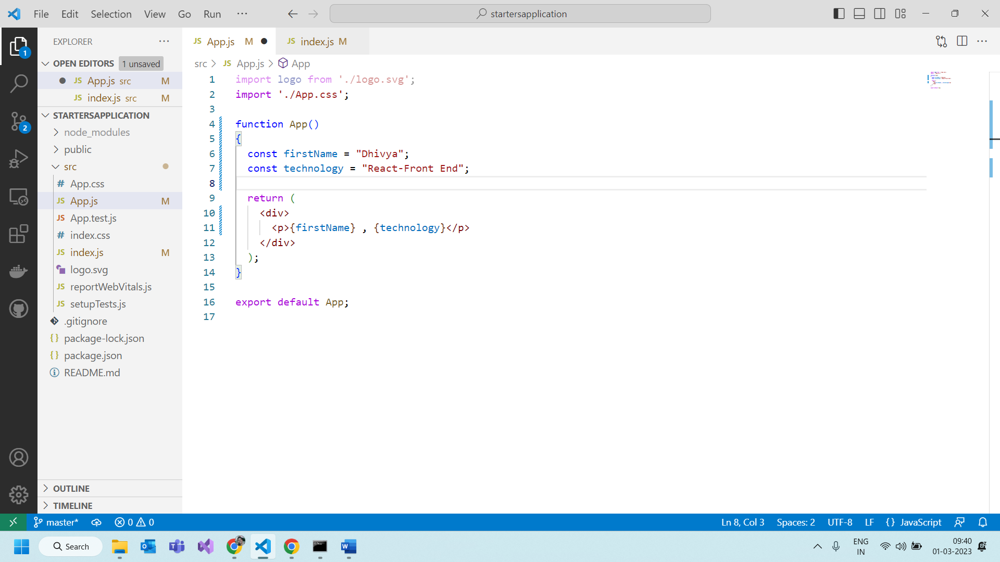 File Edit Selection View Go Run ··· startersapplication
EXPLORER ···
OPEN EDITORS 1 unsaved
JS App.js src M
JS index.js src M
STARTERSAPPLICATION
node_modules
public
src
# App.css
JS App.js M
JS App.test.js
# index.css
JS index.js M
logo.svg
JS reportWebVitals.js
JS setupTests.js
.gitignore
{} package-lock.json
{} package.json
README.md
OUTLINE
TIMELINE
1
2
JS App.js M JS index.js M
src > JS App.js > App
1 import logo from './logo.svg';
2 import './App.css';
3
4 function App()
5 {
6 const firstName = "Dhivya";
7 const technology = "React-Front End";
8
9 return (
10 <div>
11 <p>{firstName} , {technology}</p>
12 </div>
13 );
14 }
15
16 export default App;
17
master* 0 0 Ln 8, Col 3 Spaces: 2 UTF-8 LF {} JavaScript
Search ENG IN 09:40 01-03-2023